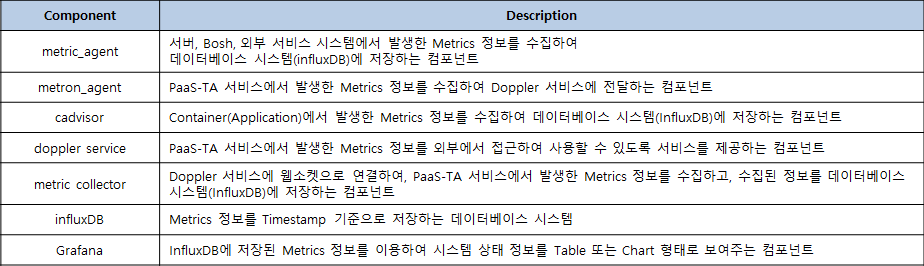 Component Description
metric_agent 서버, Bosh, 외부 서비스 시스템에서 발생한 Metrics 정보를 수집하여
데이터베이스 시스템(influxDB)에 저장하는 컴포넌트
metron_agent PaaS-TA 서비스에서 발생한 Metrics 정보를 수집하여 Doppler 서비스에 전달하는 컴포넌트
cadvisor Container(Application)에서 발생한 Metrics 정보를 수집하여 데이터베이스 시스템(InfluxDB)에 저장하는 컴포넌트
doppler service PaaS-TA 서비스에서 발생한 Metrics 정보를 외부에서 접근하여 사용할 수 있도록 서비스를 제공하는 컴포넌트
metric collector Doppler 서비스에 웹소켓으로 연결하여, PaaS-TA 서비스에서 발생한 Metrics 정보를 수집하고, 수집된 정보를 데이터베이스
시스템(InfluxDB)에 저장하는 컴포넌트
influxDB Metrics 정보를 Timestamp 기준으로 저장하는 데이터베이스 시스템
Grafana InfluxDB에 저장된 Metrics 정보를 이용하여 시스템 상태 정보를 Table 또는 Chart 형태로 보여주는 컴포넌트